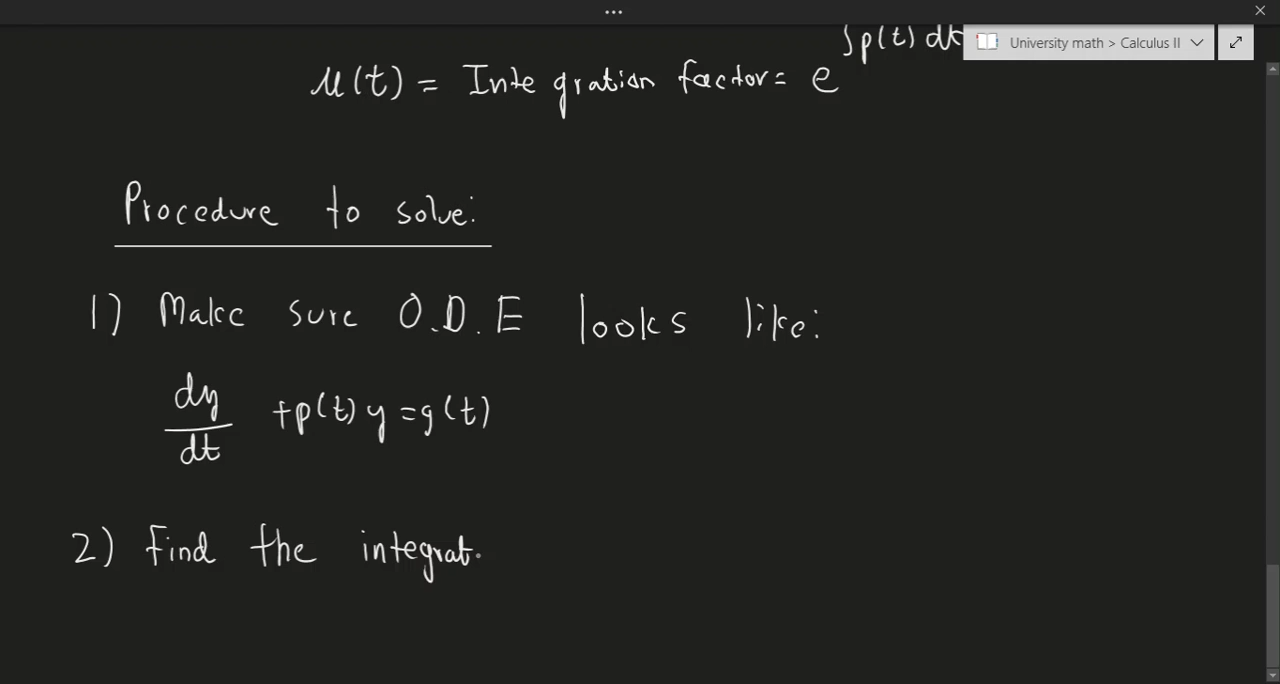 ∫p(t) dt
University math > Calculus II
μ(t) = Integration factor = e
Procedure to solve:
1) Make sure O.D.E looks like:
dy/dt + p(t) y = g(t)
2) Find the integrat